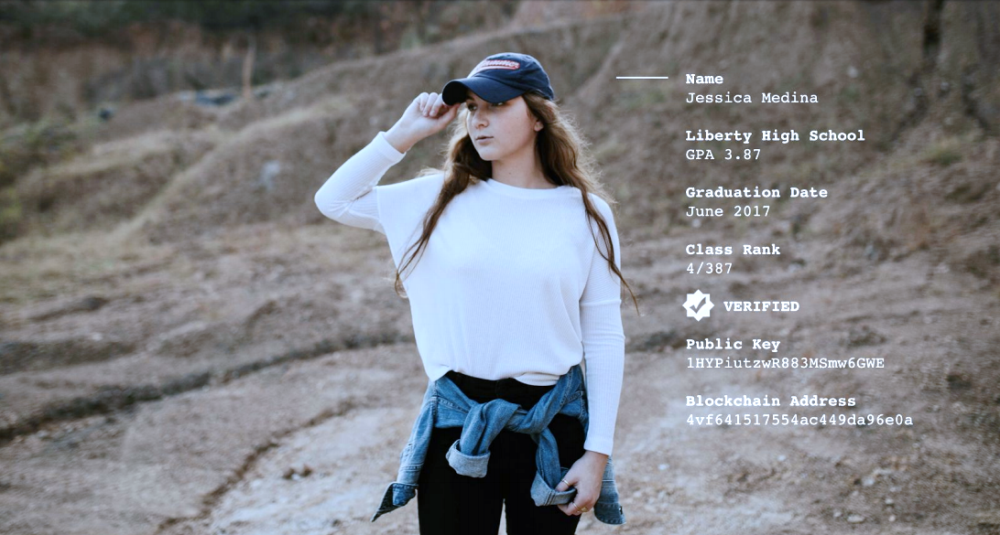 Name
Jessica Medina
Liberty High School
GPA 3.87
Graduation Date
June 2017
Class Rank
4/387
VERIFIED
Public Key
1HYPiutzwR883MSmw6GWE
Blockchain Address
4vf641517554ac449da96e0a